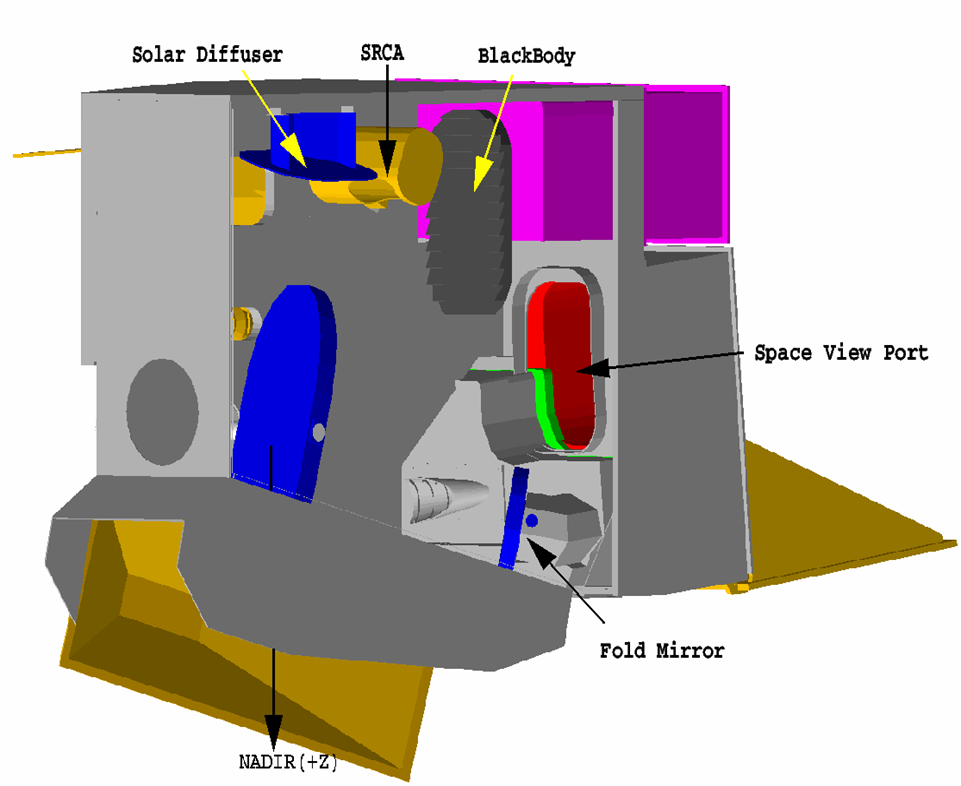 Solar Diffuser
SRCA
BlackBody
Space View Port
Fold Mirror
NADIR(+Z)